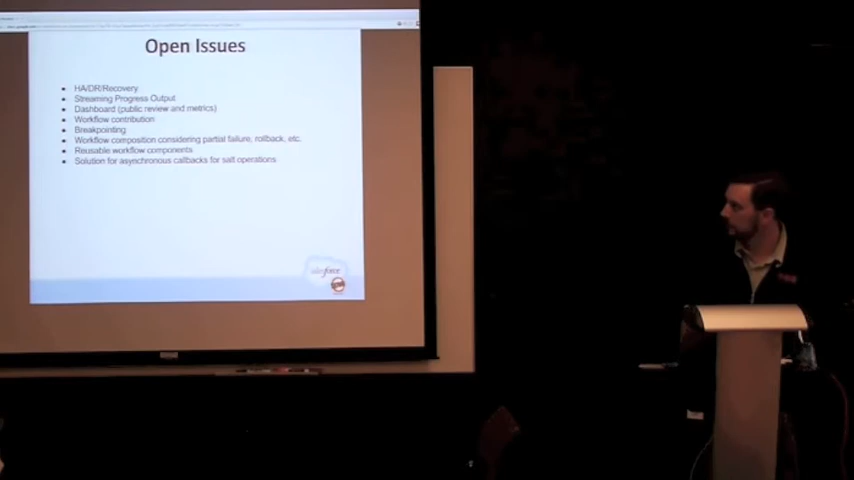 Open Issues
HA/DR/Recovery
Streaming Progress Output
Dashboard (public review and metrics)
Workflow contribution
Breakpointing
Workflow composition considering partial failure, rollback, etc.
Reusable workflow components
Solution for asynchronous callbacks for salt operations
salesforce